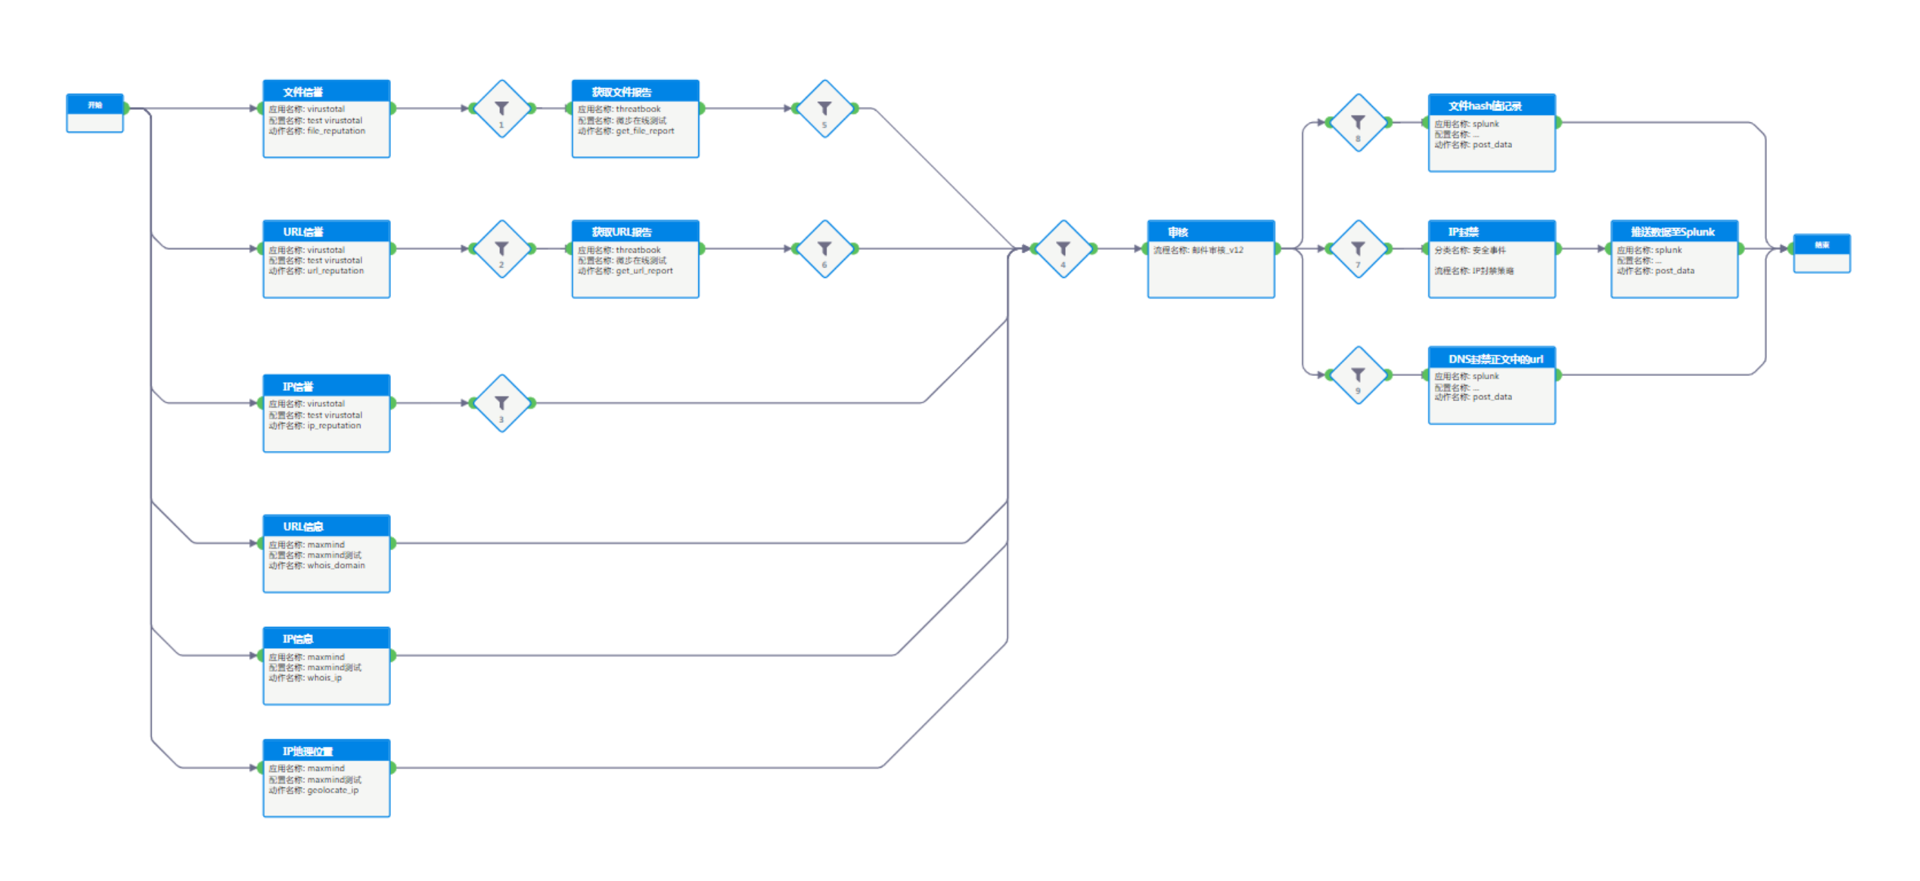 开始
文件信誉
应用名称: virustotal
配置名称: test virustotal
动作名称: file_reputation
1
获取文件报告
应用名称: threatbook
配置名称: 微步在线测试
动作名称: get_file_report
5
URL信誉
应用名称: virustotal
配置名称: test virustotal
动作名称: url_reputation
2
获取URL报告
应用名称: threatbook
配置名称: 微步在线测试
动作名称: get_url_report
6
IP信誉
应用名称: virustotal
配置名称: test virustotal
动作名称: ip_reputation
3
URL信息
应用名称: maxmind
配置名称: maxmind测试
动作名称: whois_domain
IP信息
应用名称: maxmind
配置名称: maxmind测试
动作名称: whois_ip
IP地理位置
应用名称: maxmind
配置名称: maxmind测试
动作名称: geolocate_ip
4
审核
流程名称: 邮件审核_v12
8
文件hash值记录
应用名称: splunk
配置名称: ...
动作名称: post_data
7
IP封禁
分类名称: 安全事件
流程名称: IP封禁策略
推送数据至Splunk
应用名称: splunk
配置名称: ...
动作名称: post_data
9
DNS封禁正文中的url
应用名称: splunk
配置名称: ...
动作名称: post_data
结束